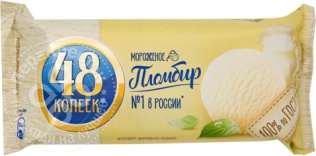 48
КОПЕЕК
МОРОЖЕНОЕ
Пломбир
№1 В РОССИИ*
100% по ГОСТ